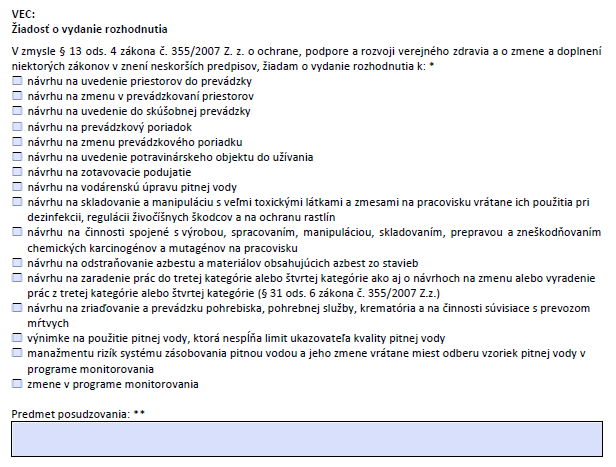 VEC:
Žiadosť o vydanie rozhodnutia
V zmysle § 13 ods. 4 zákona č. 355/2007 Z. z. o ochrane, podpore a rozvoji verejného zdravia a o zmene a doplnení
niektorých zákonov v znení neskorších predpisov, žiadam o vydanie rozhodnutia k: *
návrhu na uvedenie priestorov do prevádzky
návrhu na zmenu v prevádzkovaní priestorov
návrhu na uvedenie do skúšobnej prevádzky
návrhu na prevádzkový poriadok
návrhu na zmenu prevádzkového poriadku
návrhu na uvedenie potravinárskeho objektu do užívania
návrhu na zotavovacie podujatie
návrhu na vodárenskú úpravu pitnej vody
návrhu na skladovanie a manipuláciu s veľmi toxickými látkami a zmesami na pracovisku vrátane ich použitia pri
dezinfekcii, regulácii živočíšnych škodcov a na ochranu rastlín
návrhu na činnosti spojené s výrobou, spracovaním, manipuláciou, skladovaním, prepravou a zneškodňovaním
chemických karcinogénov a mutagénov na pracovisku
návrhu na odstraňovanie azbestu a materiálov obsahujúcich azbest zo stavieb
návrhu na zaradenie prác do tretej kategórie alebo štvrtej kategórie ako aj o návrhoch na zmenu alebo vyradenie
prác z tretej kategórie alebo štvrtej kategórie (§ 31 ods. 6 zákona č. 355/2007 Z.z.)
návrhu na zriaďovanie a prevádzku pohrebiska, pohrebnej služby, krematória a na činnosti súvisiace s prevozom
mŕtvych
výnimke na použitie pitnej vody, ktorá nespĺňa limit ukazovateľa kvality pitnej vody
manažmentu rizík systému zásobovania pitnou vodou a jeho zmene vrátane miest odberu vzoriek pitnej vody v
programe monitorovania
zmene v programe monitorovania
Predmet posudzovania: **